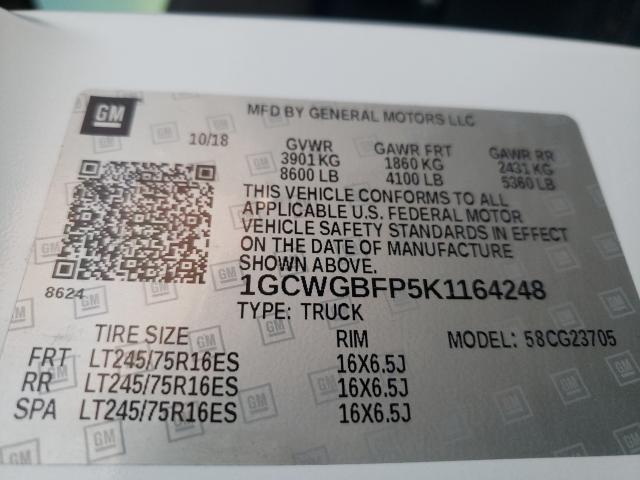 GM
MFD BY GENERAL MOTORS LLC
10/18
GVWR GAWR FRT GAWR RR
3901 KG 1860 KG 2431 KG
8600 LB 4100 LB 5360 LB
THIS VEHICLE CONFORMS TO ALL
APPLICABLE U.S. FEDERAL MOTOR
VEHICLE SAFETY STANDARDS IN EFFECT
ON THE DATE OF MANUFACTURE
SHOWN ABOVE.
8624
1GCWGBFP5K1164248
TYPE: TRUCK
TIRE SIZE RIM MODEL: 58CG23705
FRT LT245/75R16ES 16X6.5J
RR LT245/75R16ES 16X6.5J
SPA LT245/75R16ES 16X6.5J